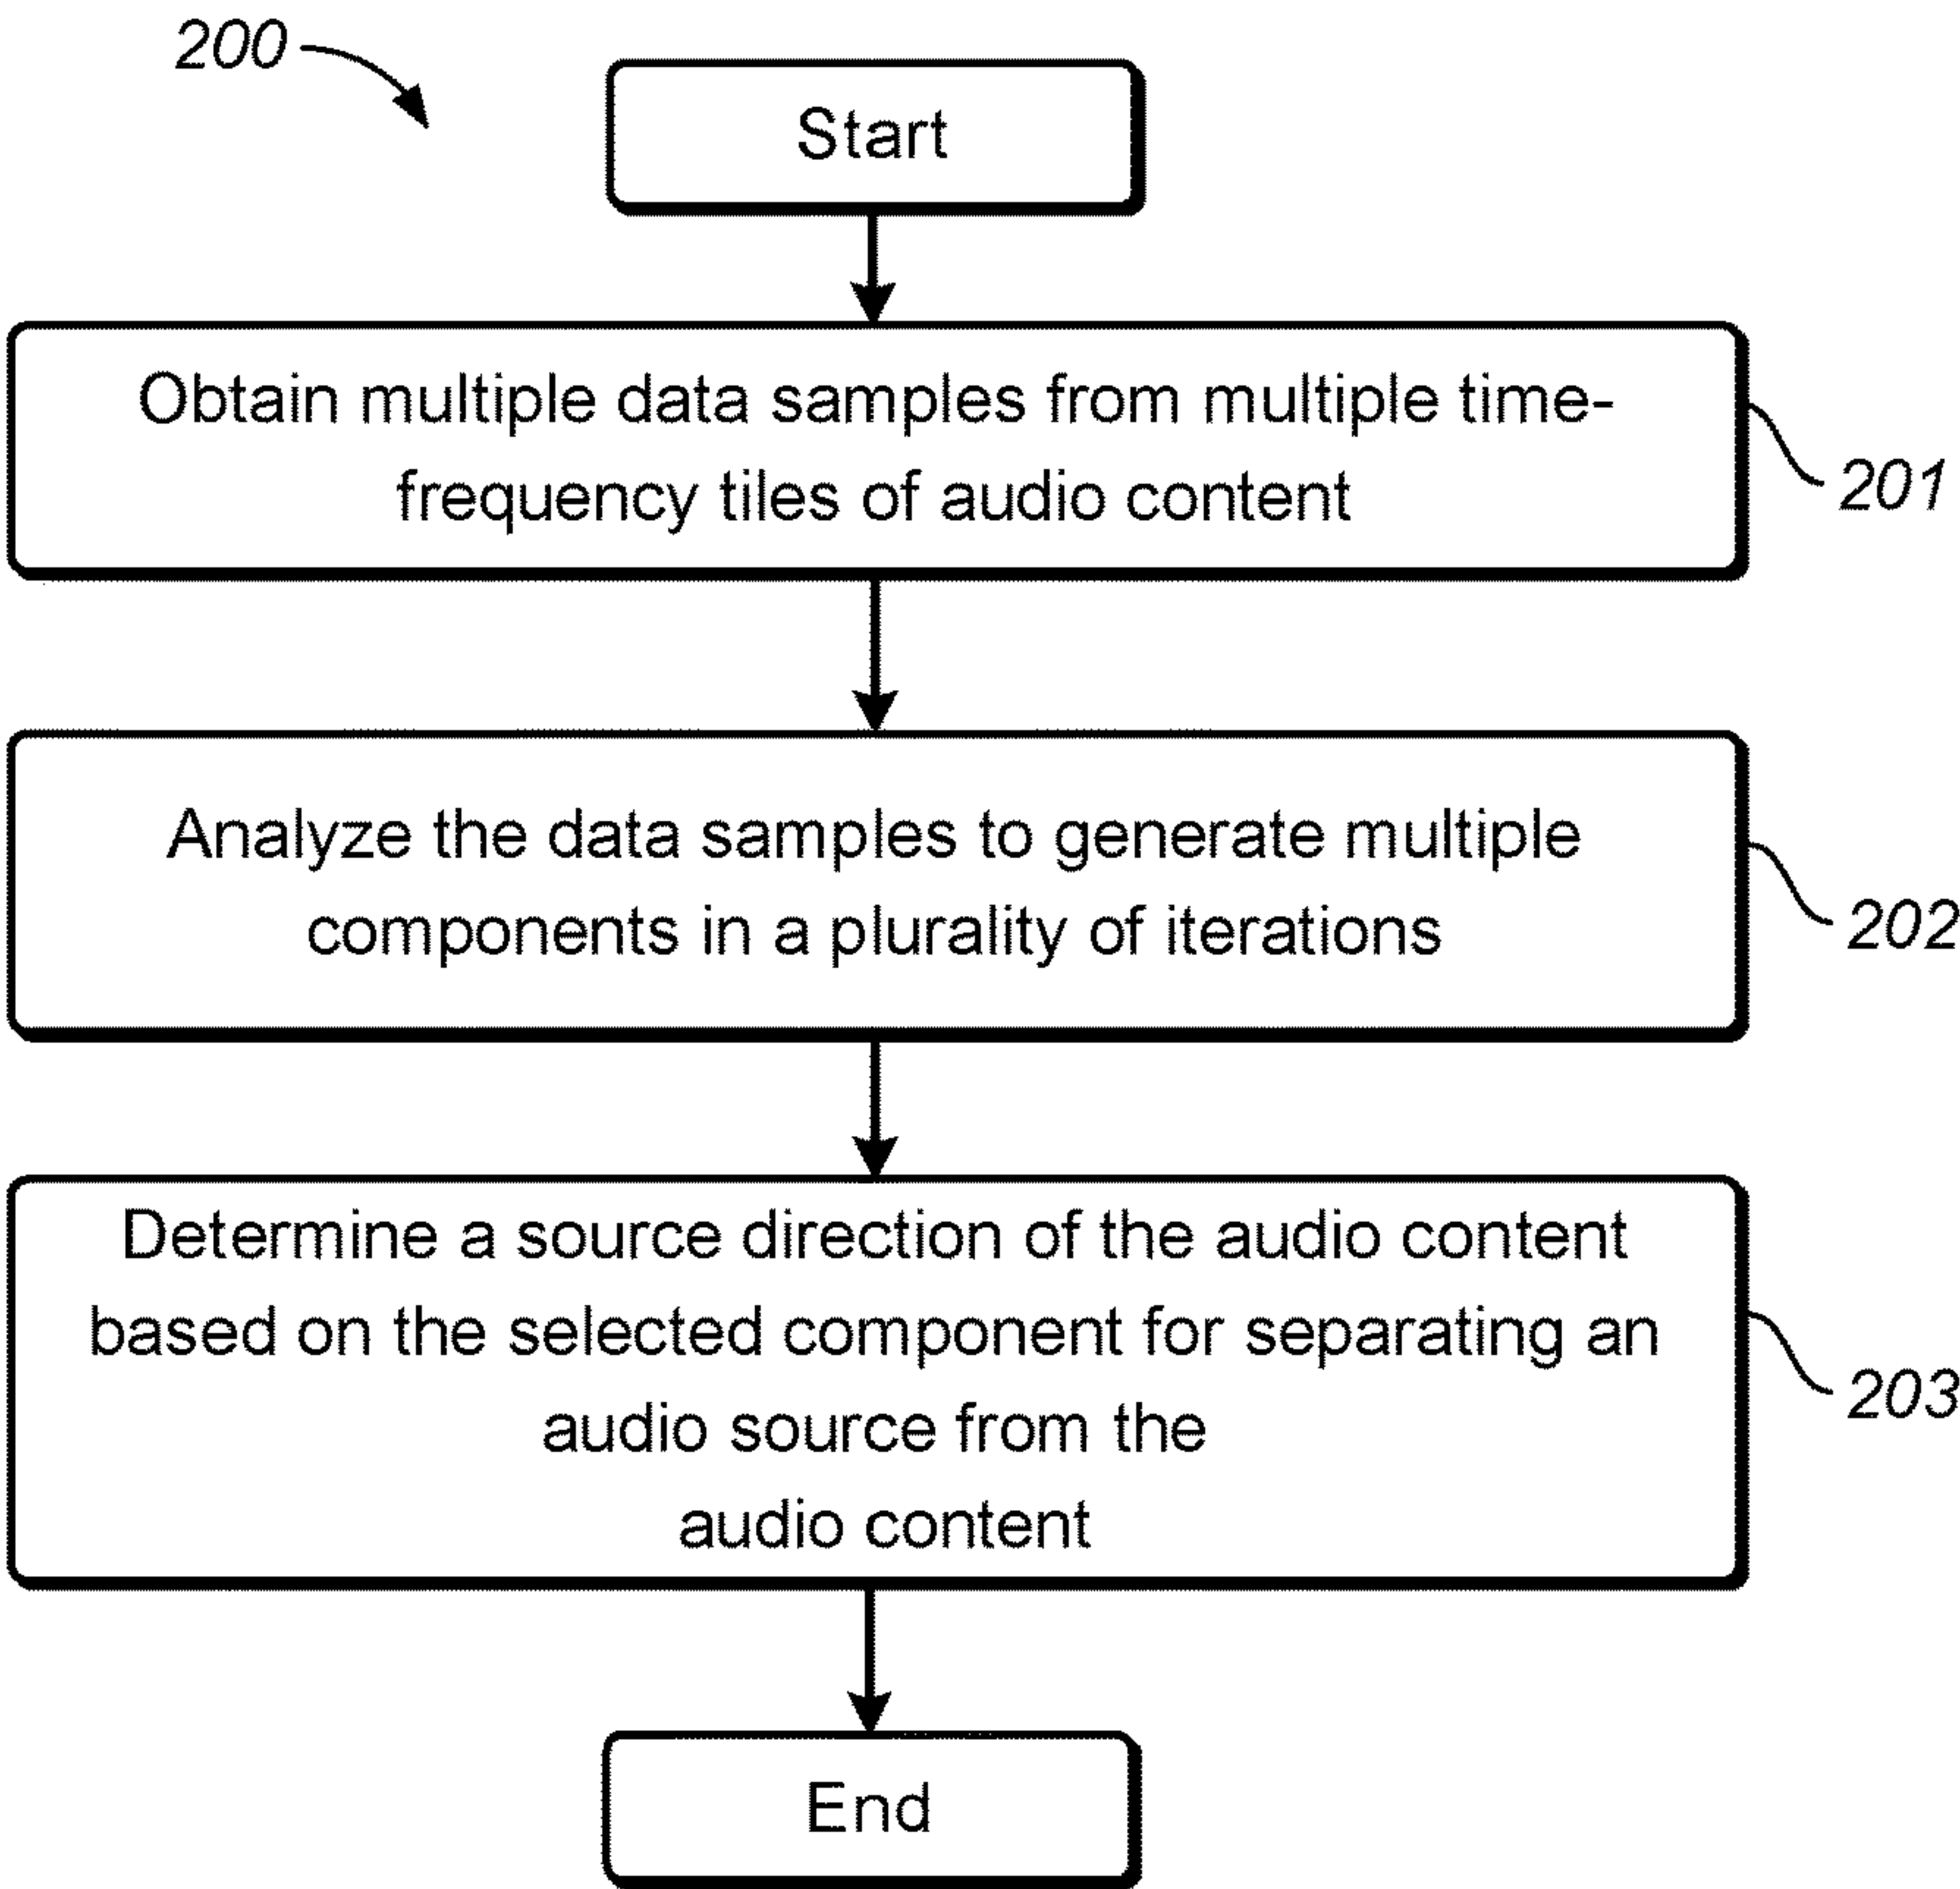 200
Start
Obtain multiple data samples from multiple time-
frequency tiles of audio content
201
Analyze the data samples to generate multiple
components in a plurality of iterations
202
Determine a source direction of the audio content
based on the selected component for separating an
audio source from the
audio content
203
End